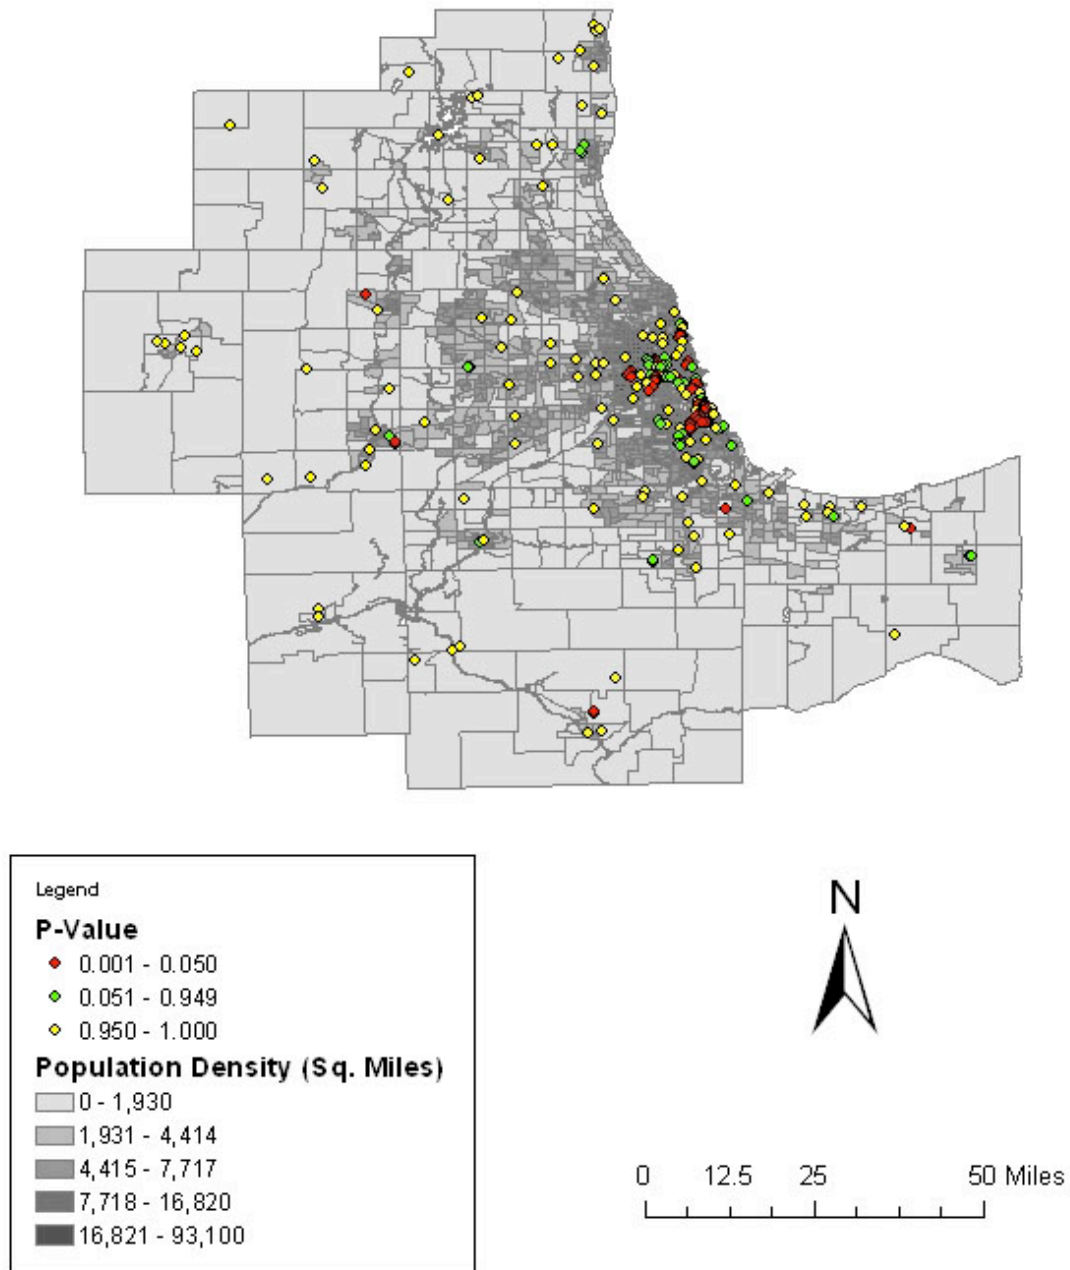 Legend
P-Value
0.001 - 0.050
0.051 - 0.949
0.950 - 1.000
Population Density (Sq. Miles)
0 - 1,930
1,931 - 4,414
4,415 - 7,717
7,718 - 16,820
16,821 - 93,100
N
0 12.5 25 50 Miles